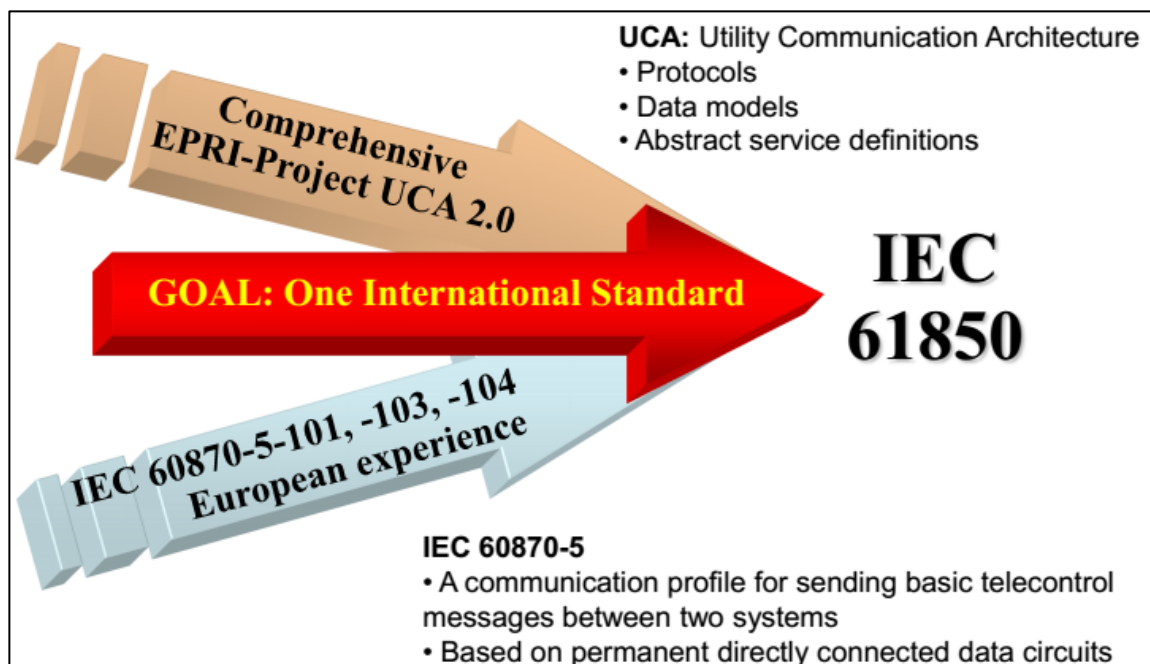 UCA: Utility Communication Architecture
• Protocols
• Data models
• Abstract service definitions
Comprehensive
EPRI-Project UCA 2.0
GOAL: One International Standard
IEC
61850
IEC 60870-5-101, -103, -104
European experience
IEC 60870-5
• A communication profile for sending basic telecontrol
messages between two systems
• Based on permanent directly connected data circuits